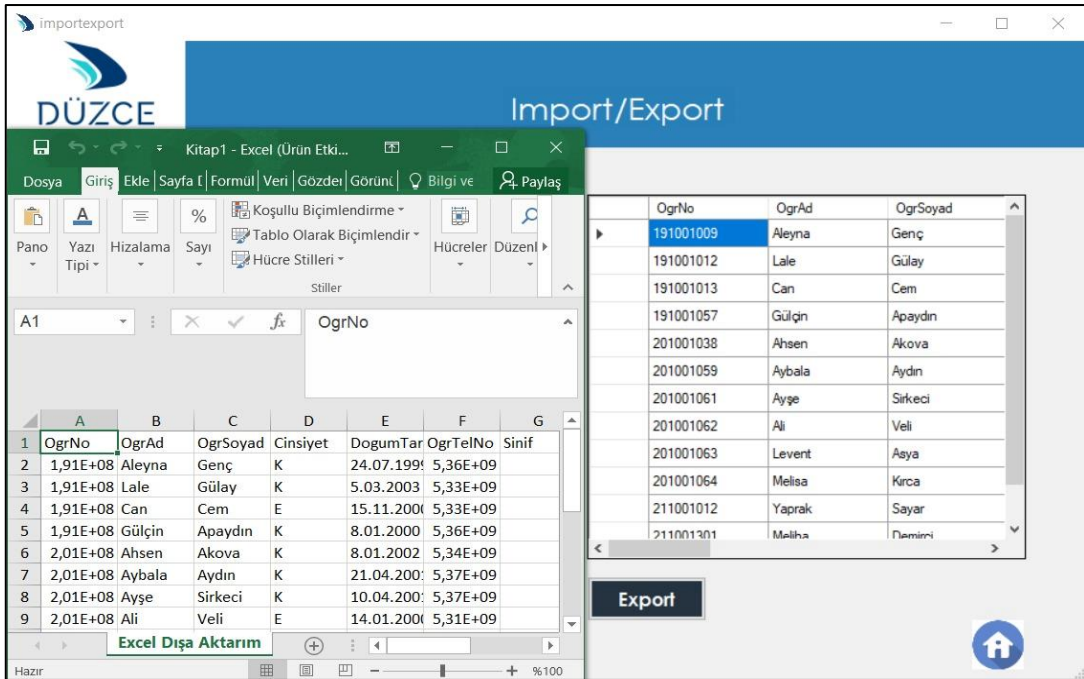 importexport
DÜZCE
Import/Export
Kitap1 - Excel (Ürün Etki...
Dosya Giriş Ekle Sayfa Formül Veri Gözder Görünü Bilgi ve Paylaş
Pano
Yazı Tipi
Hizalama
%
Sayı
Koşullu Biçimlendirme
Tablo Olarak Biçimlendir
Hücre Stilleri
Stiller
Hücreler
Düzenl
A1 fx OgrNo
A B C D E F G
1 OgrNo OgrAd OgrSoyad Cinsiyet DogumTar OgrTelNo Sinif
2 1,91E+08 Aleyna Genç K 24.07.1999 5,36E+09
3 1,91E+08 Lale Gülay K 5.03.2003 5,33E+09
4 1,91E+08 Can Cem E 15.11.200 5,33E+09
5 1,91E+08 Gülçin Apaydın K 8.01.2000 5,36E+09
6 2,01E+08 Ahsen Akova K 8.01.2002 5,34E+09
7 2,01E+08 Aybala Aydın K 21.04.200 5,37E+09
8 2,01E+08 Ayşe Sirkeci K 10.04.200 5,37E+09
9 2,01E+08 Ali Veli E 14.01.200 5,31E+09
Excel Dışa Aktarım
Hazır %100
OgrNo OgrAd OgrSoyad
191001009 Aleyna Genç
191001012 Lale Gülay
191001013 Can Cem
191001057 Gülçin Apaydın
201001038 Ahsen Akova
201001059 Aybala Aydın
201001061 Ayşe Sirkeci
201001062 Ali Veli
201001063 Levent Asya
201001064 Melisa Kırca
211001012 Yaprak Sayar
211001301 Meliha Demirci
Export